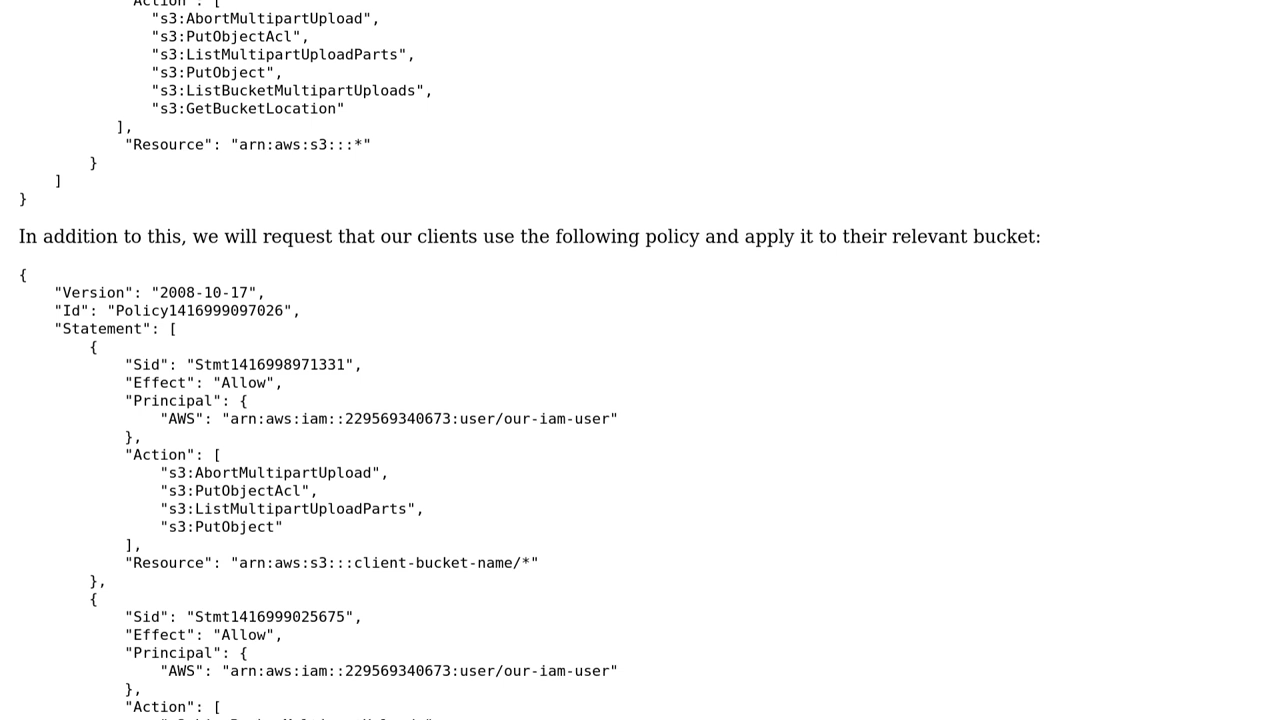 "Action": [
"s3:AbortMultipartUpload",
"s3:PutObjectAcl",
"s3:ListMultipartUploadParts",
"s3:PutObject",
"s3:ListBucketMultipartUploads",
"s3:GetBucketLocation"
],
"Resource": "arn:aws:s3:::*"
}
]
}
In addition to this, we will request that our clients use the following policy and apply it to their relevant bucket:
{
"Version": "2008-10-17",
"Id": "Policy1416999097026",
"Statement": [
{
"Sid": "Stmt1416998971331",
"Effect": "Allow",
"Principal": {
"AWS": "arn:aws:iam::229569340673:user/our-iam-user"
},
"Action": [
"s3:AbortMultipartUpload",
"s3:PutObjectAcl",
"s3:ListMultipartUploadParts",
"s3:PutObject"
],
"Resource": "arn:aws:s3:::client-bucket-name/*"
},
{
"Sid": "Stmt1416999025675",
"Effect": "Allow",
"Principal": {
"AWS": "arn:aws:iam::229569340673:user/our-iam-user"
},
"Action": [